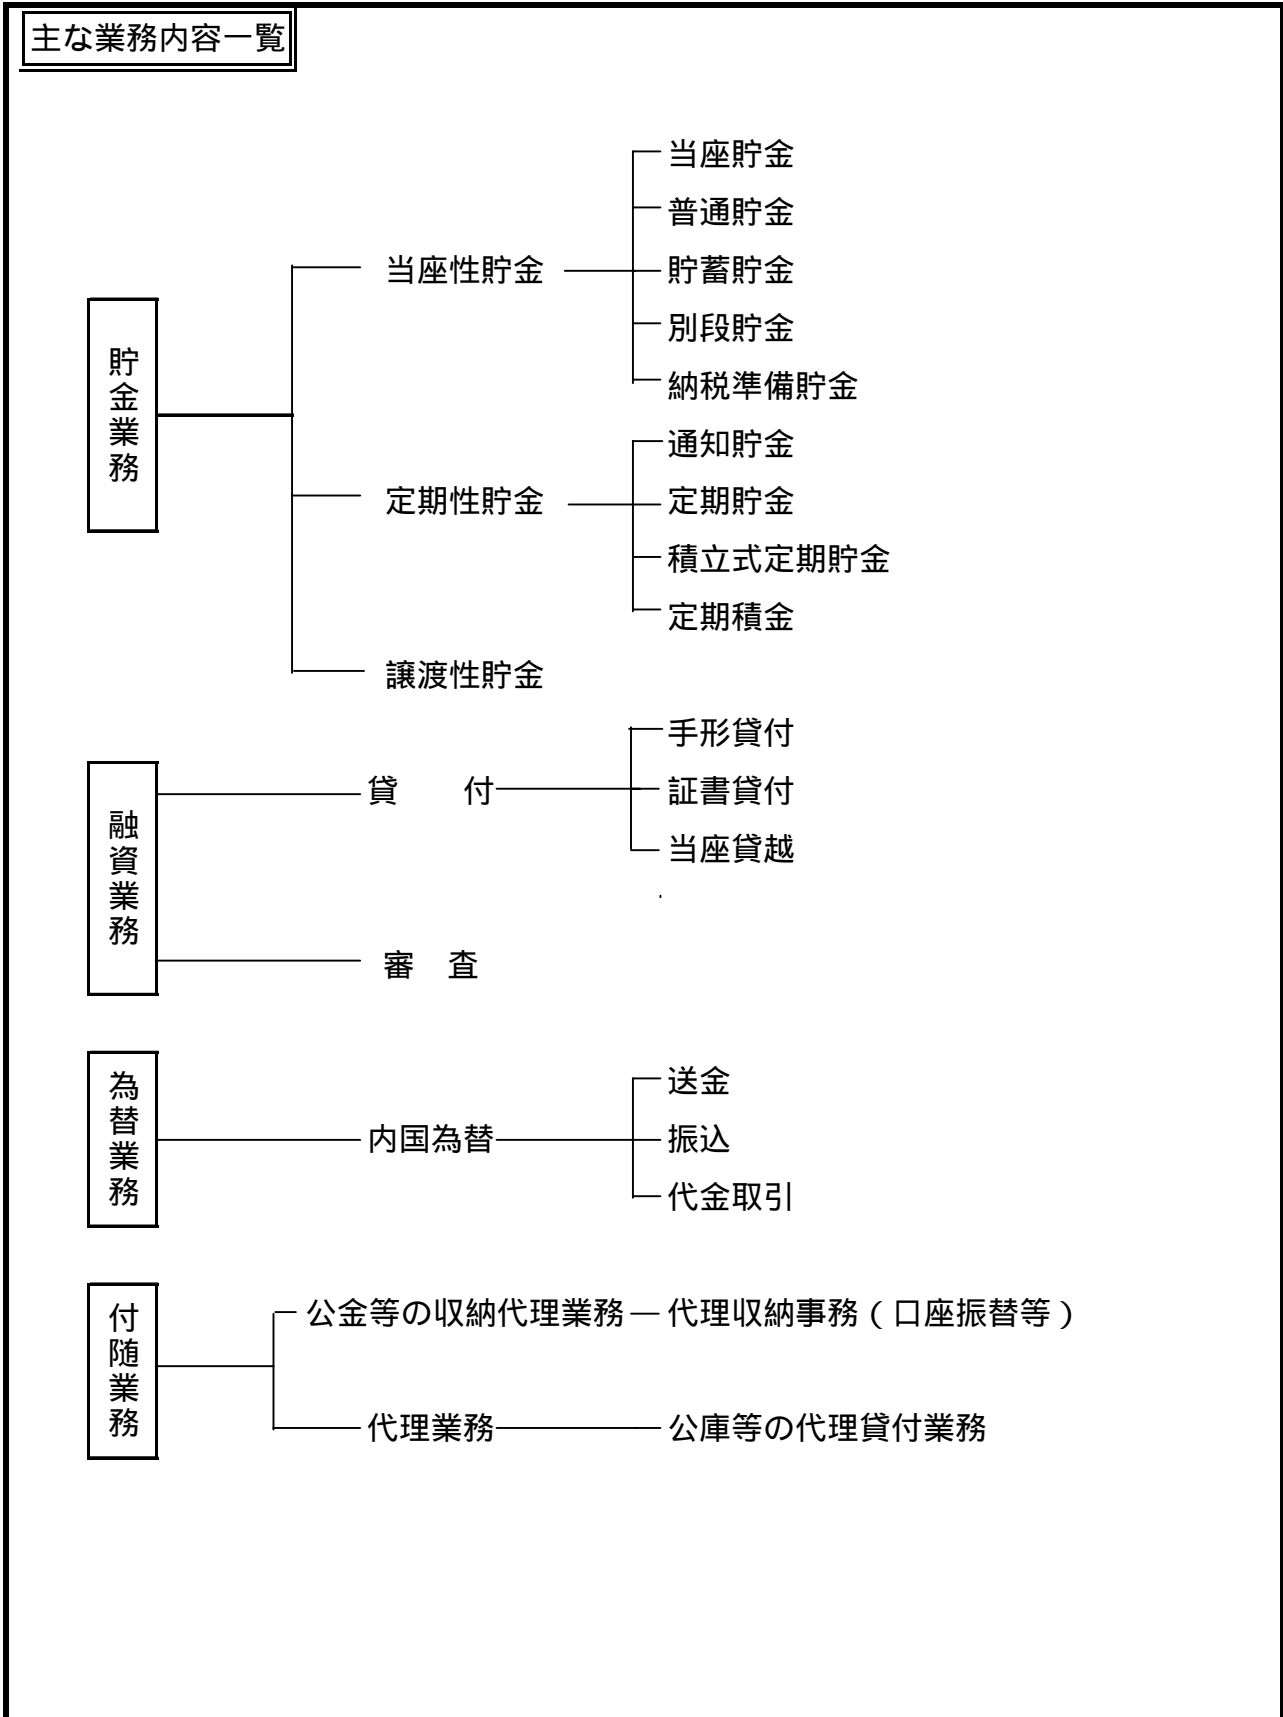 主な業務内容一覧
貯金業務
当座性貯金
当座貯金
普通貯金
貯蓄貯金
別段貯金
納税準備貯金
定期性貯金
通知貯金
定期貯金
積立式定期貯金
定期積金
譲渡性貯金
融資業務
貸　　付
手形貸付
証書貸付
当座貸越
審　査
為替業務
内国為替
送金
振込
代金取引
付随業務
公金等の収納代理業務
代理収納事務（口座振替等）
代理業務
公庫等の代理貸付業務